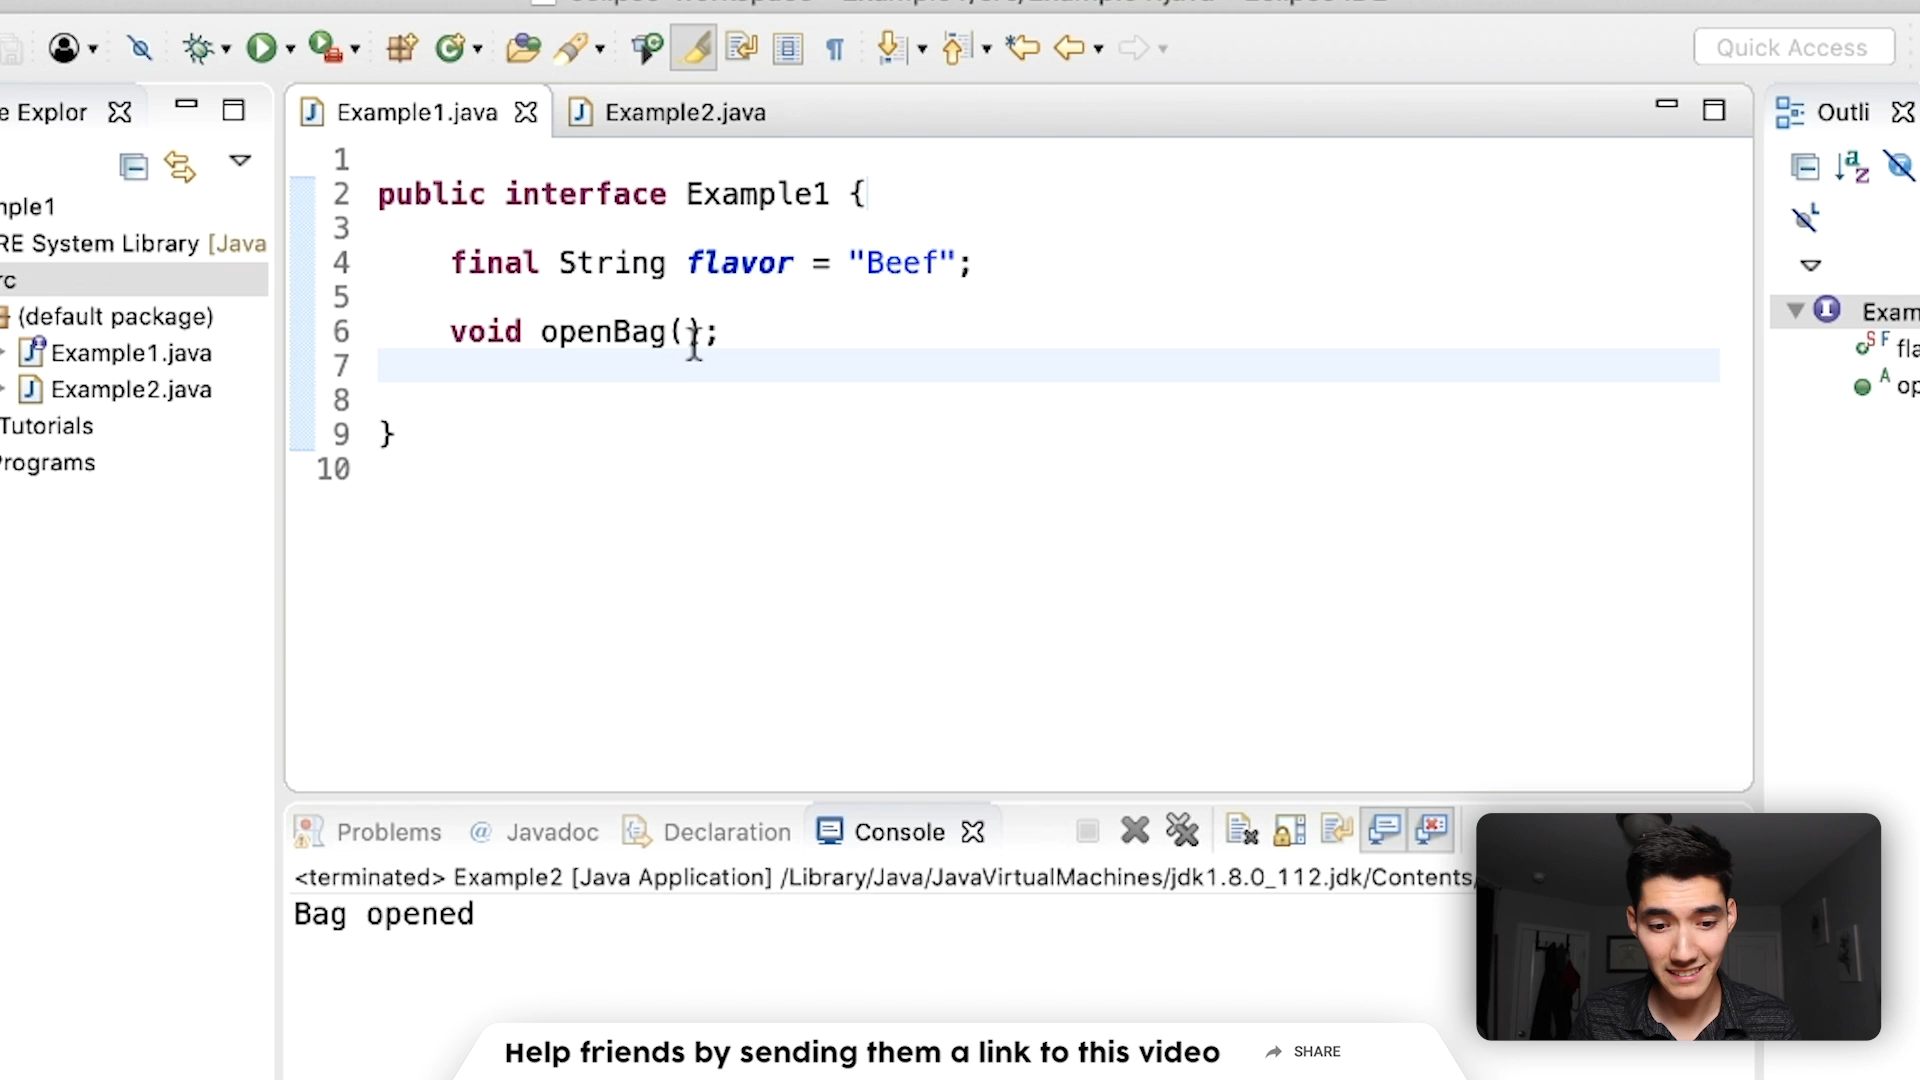 Quick Access
e Explor
Example1.java
Example2.java
Outli
nple1
RE System Library [Java
rc
(default package)
Example1.java
Example2.java
Tutorials
Programs
1
2 public interface Example1 {
3
4 final String flavor = "Beef";
5
6 void openBag();
7
8
9 }
10
Exam
S F fla
A op
Problems
@ Javadoc
Declaration
Console
<terminated> Example2 [Java Application] /Library/Java/JavaVirtualMachines/jdk1.8.0_112.jdk/Contents/
Bag opened
Help friends by sending them a link to this video
SHARE